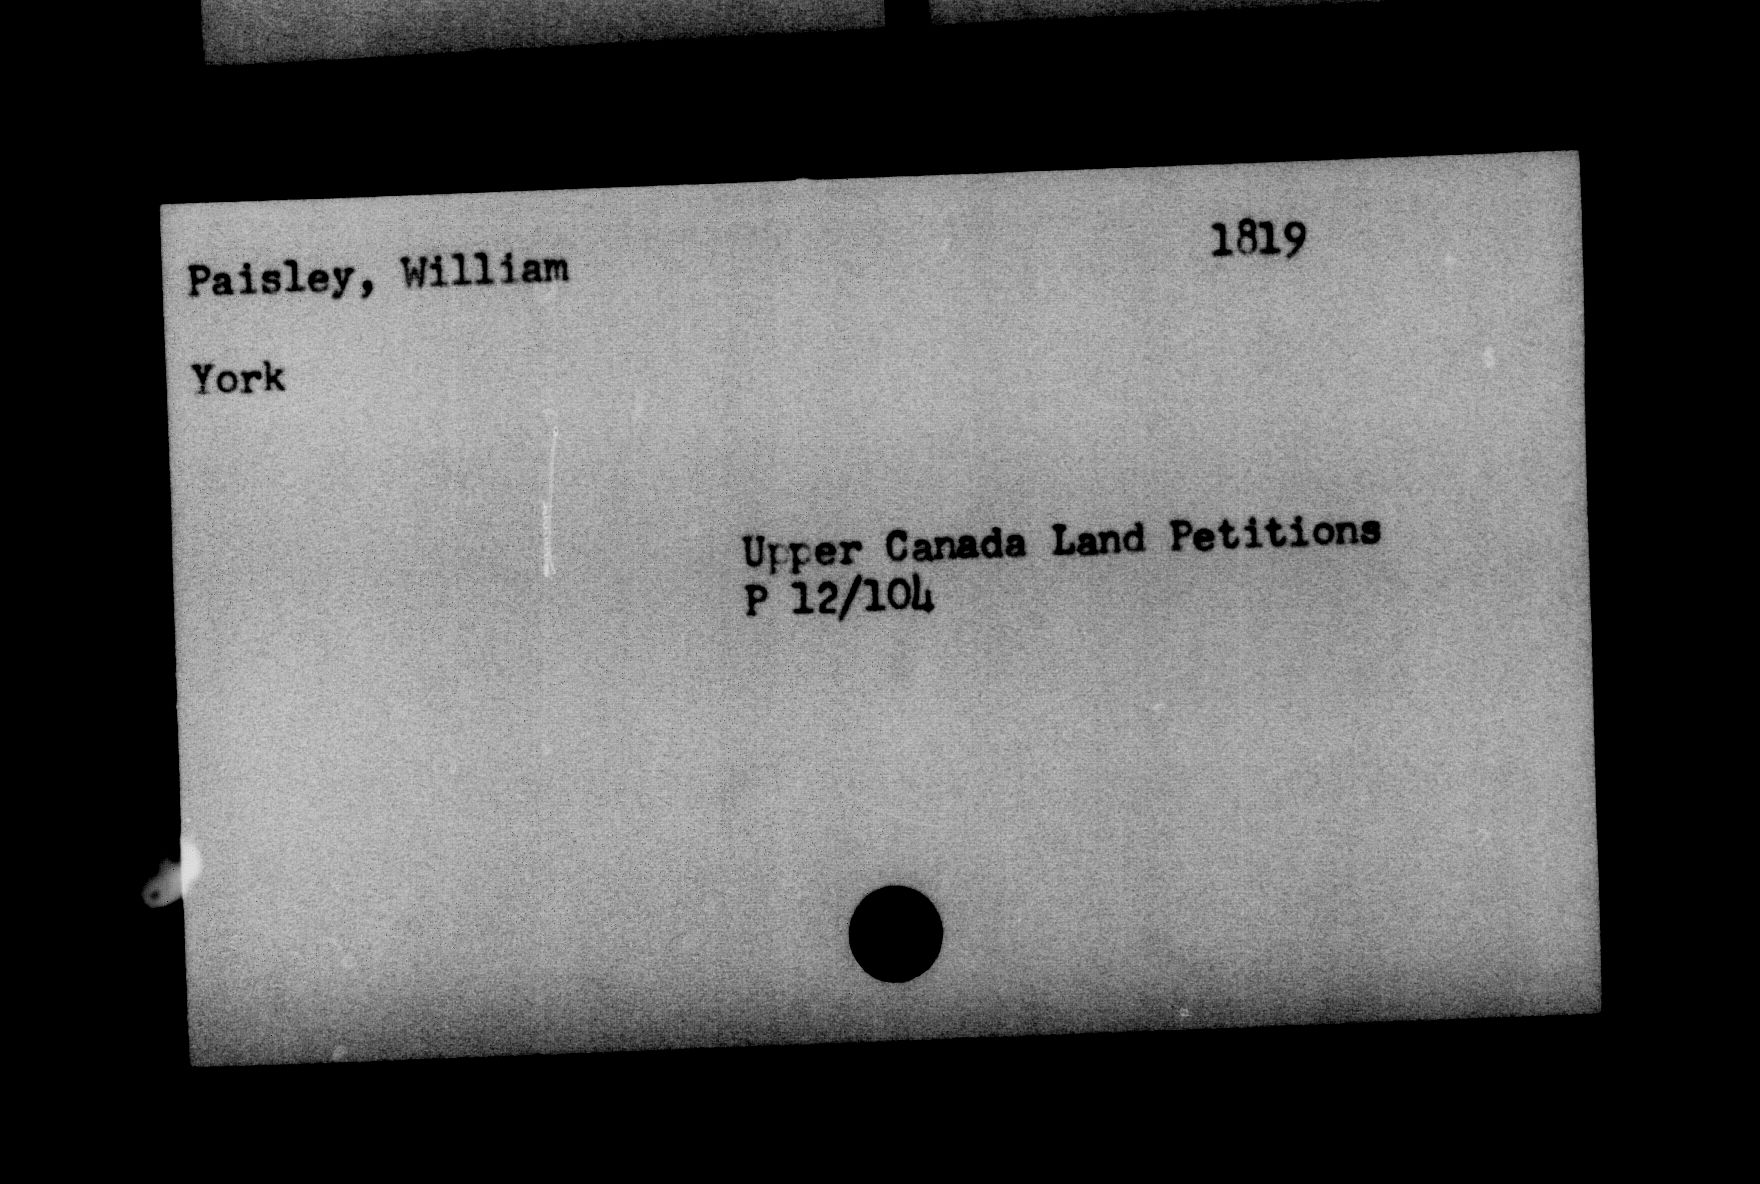 Paisley, William 1819
York
Upper Canada Land Petitions
P 12/104